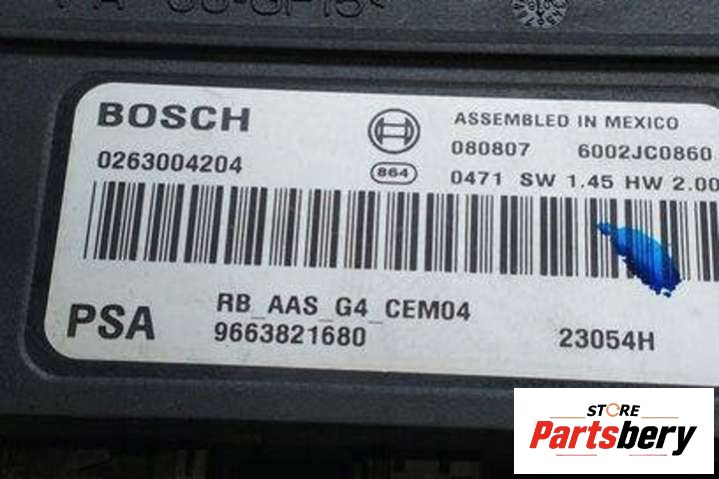 BOSCH
ASSEMBLED IN MEXICO
0263004204
080807 6002JC0860
864
0471 SW 1.45 HW 2.00
PSA
RB_AAS_G4_CEM04
9663821680
23054H
STORE
Partsbery